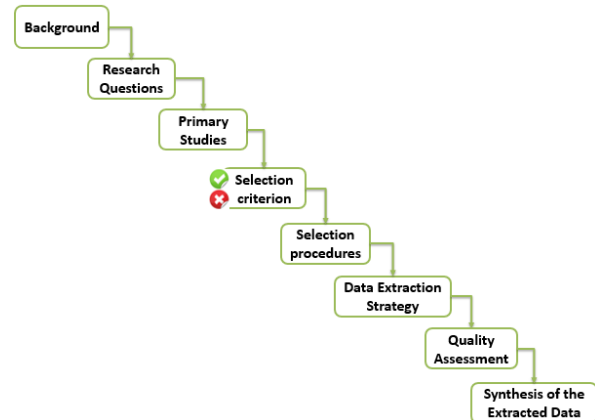 Background
Research
Questions
Primary
Studies
Selection
criterion
Selection
procedures
Data Extraction
Strategy
Quality
Assessment
Synthesis of the
Extracted Data